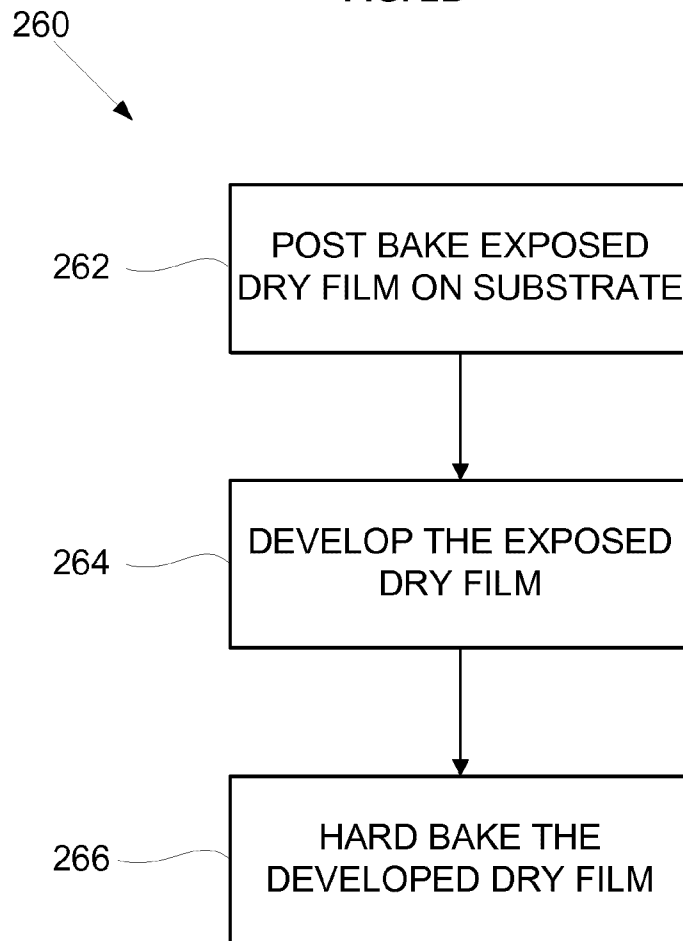 260
262
POST BAKE EXPOSED
DRY FILM ON SUBSTRATE
264
DEVELOP THE EXPOSED
DRY FILM
266
HARD BAKE THE
DEVELOPED DRY FILM